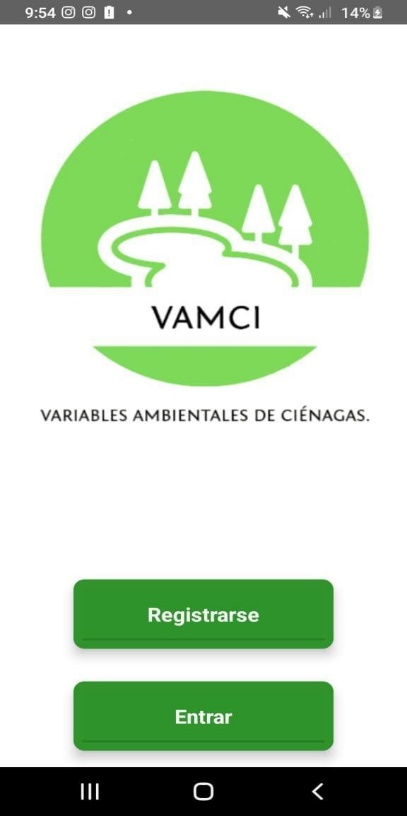 9:54 14%
VAMCI
VARIABLES AMBIENTALES DE CIÉNAGAS.
Registrarse
Entrar